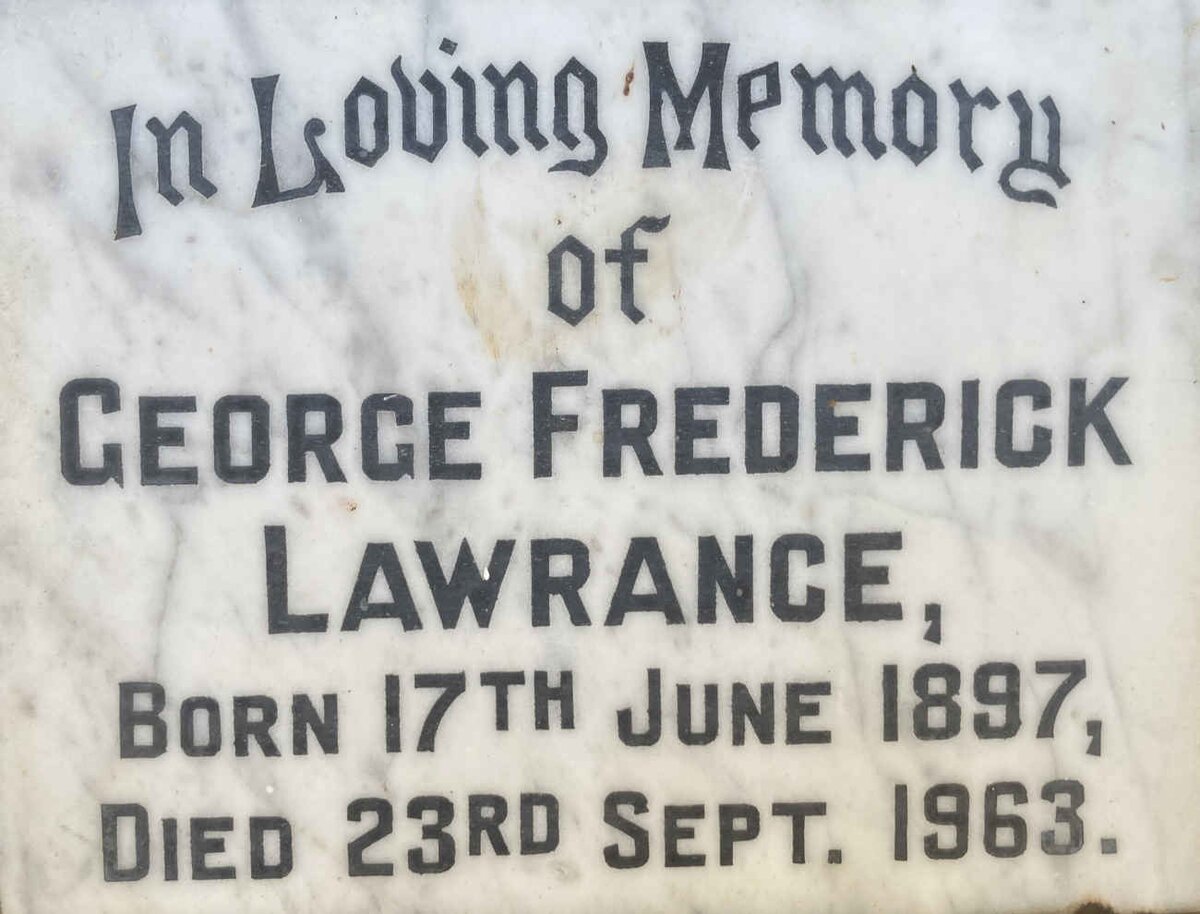 In Loving Memory
of
GEORGE FREDERICK
LAWRANCE,
BORN 17TH JUNE 1897,
DIED 23RD SEPT. 1963.